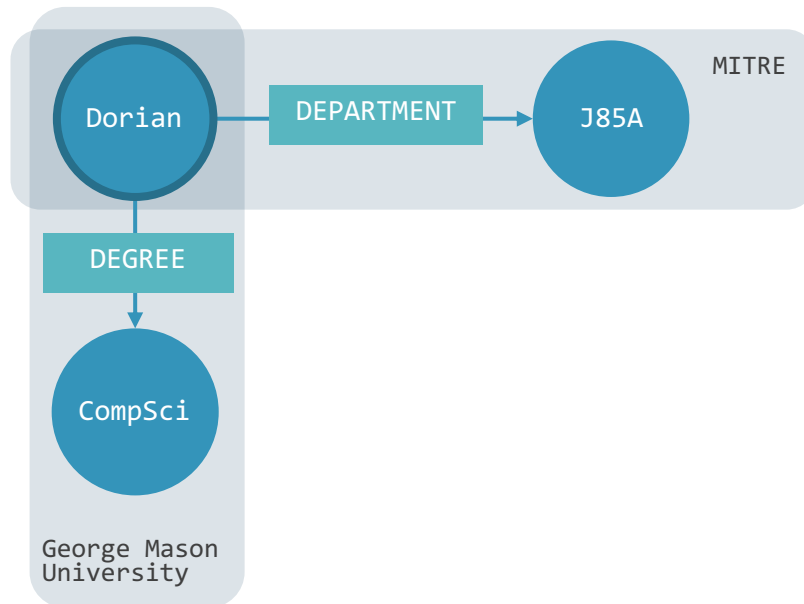 MITRE
Dorian
DEPARTMENT
J85A
DEGREE
CompSci
George Mason
University